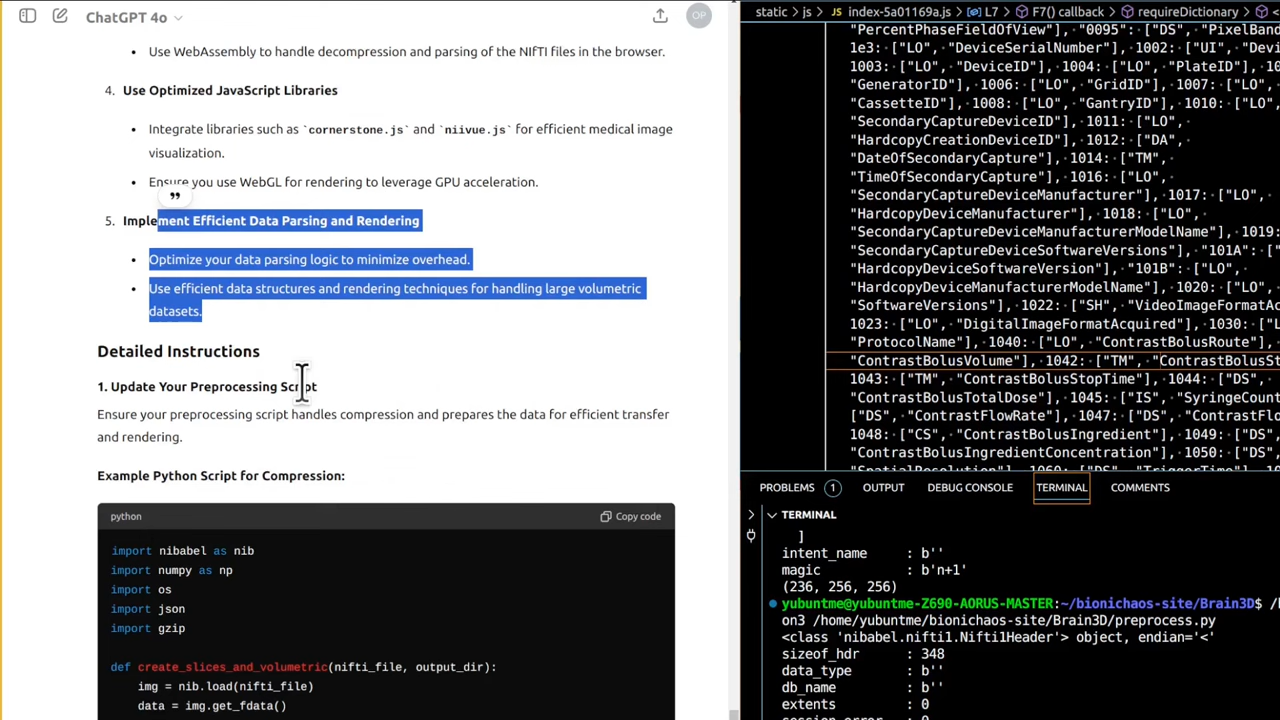 ChatGPT 4o
OP
Use WebAssembly to handle decompression and parsing of the NIfTI files in the browser.
4. Use Optimized JavaScript Libraries
Integrate libraries such as `cornerstone.js` and `niivue.js` for efficient medical image
visualization.
Ensure you use WebGL for rendering to leverage GPU acceleration.
5. Implement Efficient Data Parsing and Rendering
Optimize your data parsing logic to minimize overhead.
Use efficient data structures and rendering techniques for handling large volumetric
datasets.
Detailed Instructions
1. Update Your Preprocessing Script
Ensure your preprocessing script handles compression and prepares the data for efficient transfer
and rendering.
Example Python Script for Compression:
python
Copy code
import nibabel as nib
import numpy as np
import os
import json
import gzip
def create_slices_and_volumetric(nifti_file, output_dir):
img = nib.load(nifti_file)
data = img.get_fdata()
static > js > JS index-5a01169a.js > L7 > F7() callback > requireDictionary >
"PercentPhaseFieldOfView"], "0095": ["DS", "PixelBand
1e3: ["LO", "DeviceSerialNumber"], 1002: ["UI", "Devi
1003: ["LO", "DeviceID"], 1004: ["LO", "PlateID"], 10
"GeneratorID"], 1006: ["LO", "GridID"], 1007: ["LO",
"CassetteID"], 1008: ["LO", "GantryID"], 1010: ["LO",
"SecondaryCaptureDeviceID"], 1011: ["LO",
"HardcopyCreationDeviceID"], 1012: ["DA",
"DateOfSecondaryCapture"], 1014: ["TM",
"TimeOfSecondaryCapture"], 1016: ["LO",
"SecondaryCaptureDeviceManufacturer"], 1017: ["LO",
"HardcopyDeviceManufacturer"], 1018: ["LO",
"SecondaryCaptureDeviceManufacturerModelName"], 1019:
"SecondaryCaptureDeviceSoftwareVersions"], "101A": ["
"HardcopyDeviceSoftwareVersion"], "101B": ["LO",
"HardcopyDeviceManufacturerModelName"], 1020: ["LO",
"SoftwareVersions"], 1022: ["SH", "VideoImageFormatAc
1023: ["LO", "DigitalImageFormatAcquired"], 1030: ["L
"ProtocolName"], 1040: ["LO", "ContrastBolusRoute"],
"ContrastBolusVolume"], 1042: ["TM", "ContrastBolusSt
1043: ["TM", "ContrastBolusStopTime"], 1044: ["DS",
"ContrastBolusTotalDose"], 1045: ["IS", "SyringeCount
["DS", "ContrastFlowRate"], 1047: ["DS", "ContrastFlo
1048: ["CS", "ContrastBolusIngredient"], 1049: ["DS",
"ContrastBolusIngredientConcentration"], 1050: ["DS",
"SpatialResolution"], 1060: ["DS", "TriggerTime"],
PROBLEMS 1 OUTPUT DEBUG CONSOLE TERMINAL COMMENTS
TERMINAL
]
intent_name : b''
magic : b'n+1'
(236, 256, 256)
yubuntme@yubuntme-Z690-AORUS-MASTER:~/bionichaos-site/Brain3D$ /b
on3 /home/yubuntme/bionichaos-site/Brain3D/preprocess.py
<class 'nibabel.nifti1.Nifti1Header'> object, endian='<'
sizeof_hdr : 348
data_type : b''
db_name : b''
extents : 0
session_error : 0